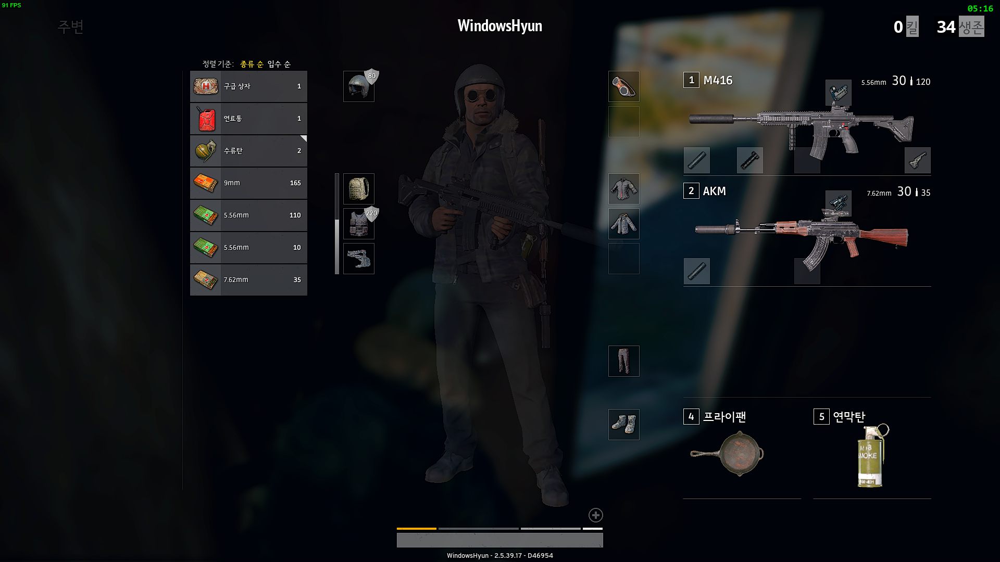 91 FPS
05:16
주변
WindowsHyun
0 킬 34 생존
정렬 기준: 종류 순 입수 순
구급 상자 1
연료통 1
수류탄 2
9mm 165
5.56mm 110
5.56mm 10
7.62mm 35
80
220
1 M416 5.56mm 30 120
2 AKM 7.62mm 30 35
4 프라이팬
5 연막탄
SMOKE
WindowsHyun - 2.5.39.17 - D46954